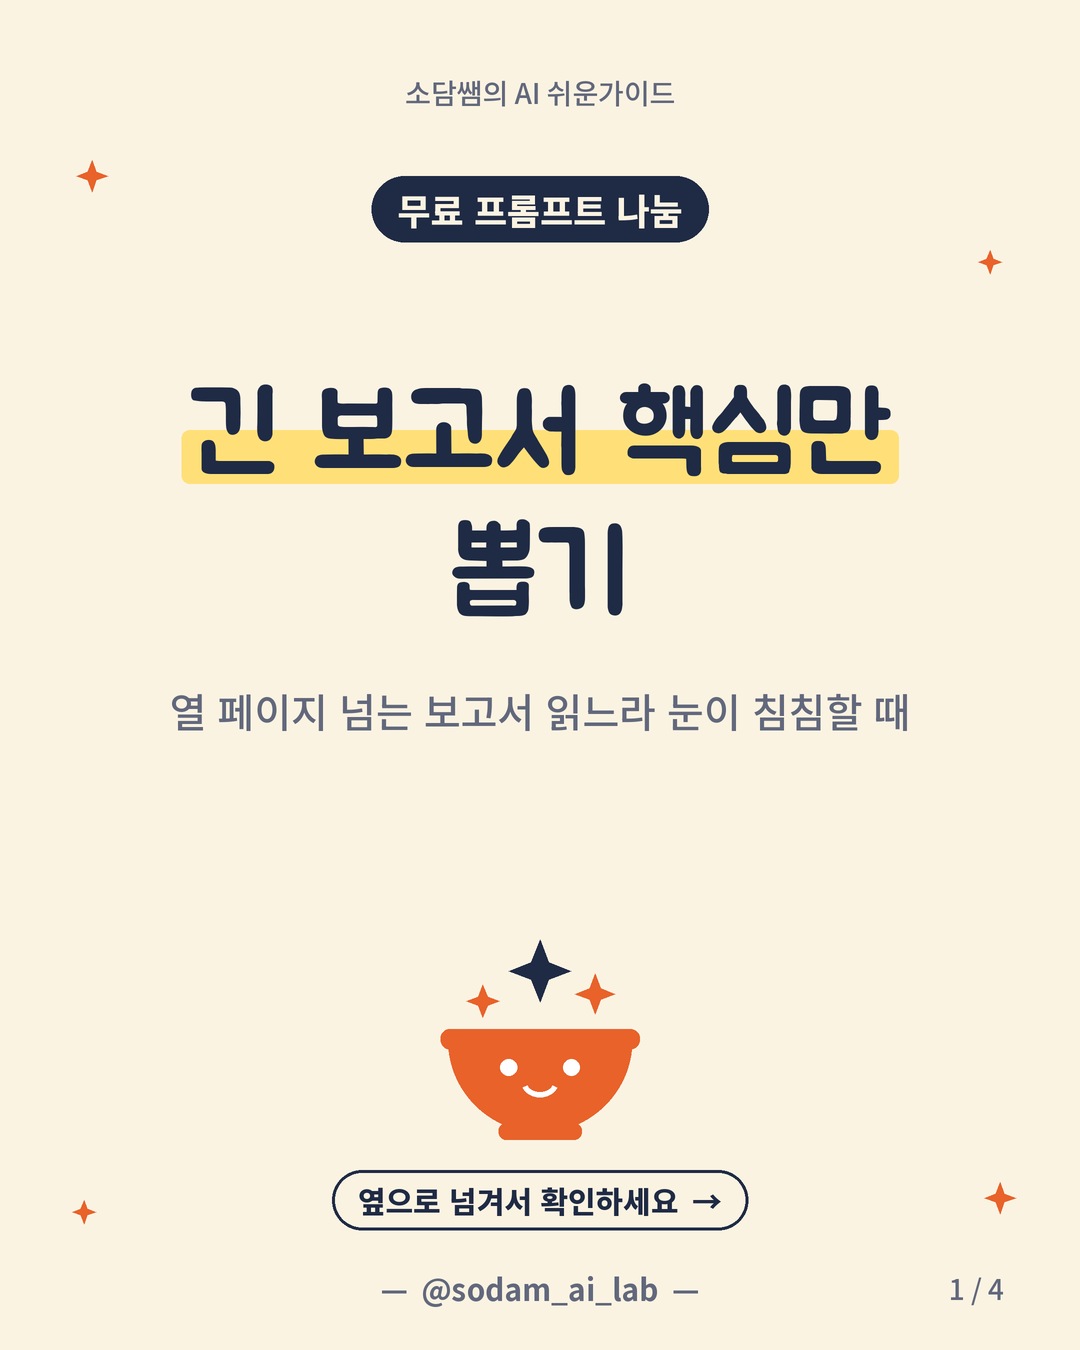 소담쌤의 AI 쉬운가이드
무료 프롬프트 나눔
긴 보고서 핵심만
뽑기
열 페이지 넘는 보고서 읽느라 눈이 침침할 때
옆으로 넘겨서 확인하세요 →
— @sodam_ai_lab —
1 / 4